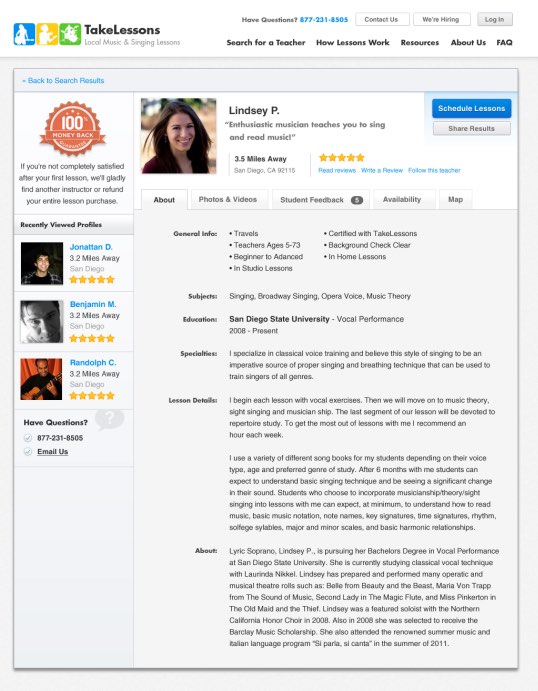 TakeLessons
Local Music & Singing Lessons
Have Questions? 877-231-8505
Contact Us
We're Hiring
Log In
Search for a Teacher
How Lessons Work
Resources
About Us
FAQ
« Back to Search Results
100%
MONEY BACK
GUARANTEE
If you're not completely satisfied
after your first lesson, we'll gladly
find another instructor or refund
your entire lesson purchase.
Recently Viewed Profiles
Jonattan D.
3.2 Miles Away
San Diego
Benjamin M.
3.2 Miles Away
San Diego
Randolph C.
3.2 Miles Away
San Diego
Have Questions?
?
877-231-8505
Email Us
Lindsey P.
“Enthusiastic musician teaches you to sing
and read music!”
3.5 Miles Away
San Diego, CA 92115
Read reviews Write a Review Follow this teacher
Schedule Lessons
Share Results
About
Photos & Videos
Student Feedback 5
Availability
Map
General Info:
• Travels
• Teachers Ages 5-73
• Beginner to Adanced
• In Studio Lessons
• Certified with TakeLessons
• Background Check Clear
• In Home Lessons
Subjects: Singing, Broadway Singing, Opera Voice, Music Theory
Education: San Diego State University - Vocal Performance
2008 - Present
Specialties: I specialize in classical voice training and believe this style of singing to be an
imperative source of proper singing and breathing technique that can be used to
train singers of all genres.
Lesson Details: I begin each lesson with vocal exercises. Then we will move on to music theory,
sight singing and musician ship. The last segment of our lesson will be devoted to
repertoire study. To get the most out of lessons with me I recommend an
hour each week.
I use a variety of different song books for my students depending on their voice
type, age and preferred genre of study. After 6 months with me students can
expect to understand basic singing technique and be seeing a significant change
in their sound. Students who choose to incorporate musicianship/theory/sight
singing into lessons with me can expect, at minimum, to understand how to read
music, basic music notation, note names, key signatures, time signatures, rhythm,
solfege sylables, major and minor scales, and basic harmonic relationships.
About: Lyric Soprano, Lindsey P., is pursuing her Bachelors Degree in Vocal Performance
at San Diego State University. She is currently studying classical vocal technique
with Laurinda Nikkel. Lindsey has prepared and performed many operatic and
musical theatre rolls such as: Belle from Beauty and the Beast, Maria Von Trapp
from The Sound of Music, Second Lady in The Magic Flute, and Miss Pinkerton in
The Old Maid and the Thief. Lindsey was a featured soloist with the Northern
California Honor Choir in 2008. Also in 2008 she was selected to receive the
Barclay Music Scholarship. She also attended the renowned summer music and
italian language program “Si parla, si canta” in the summer of 2011.